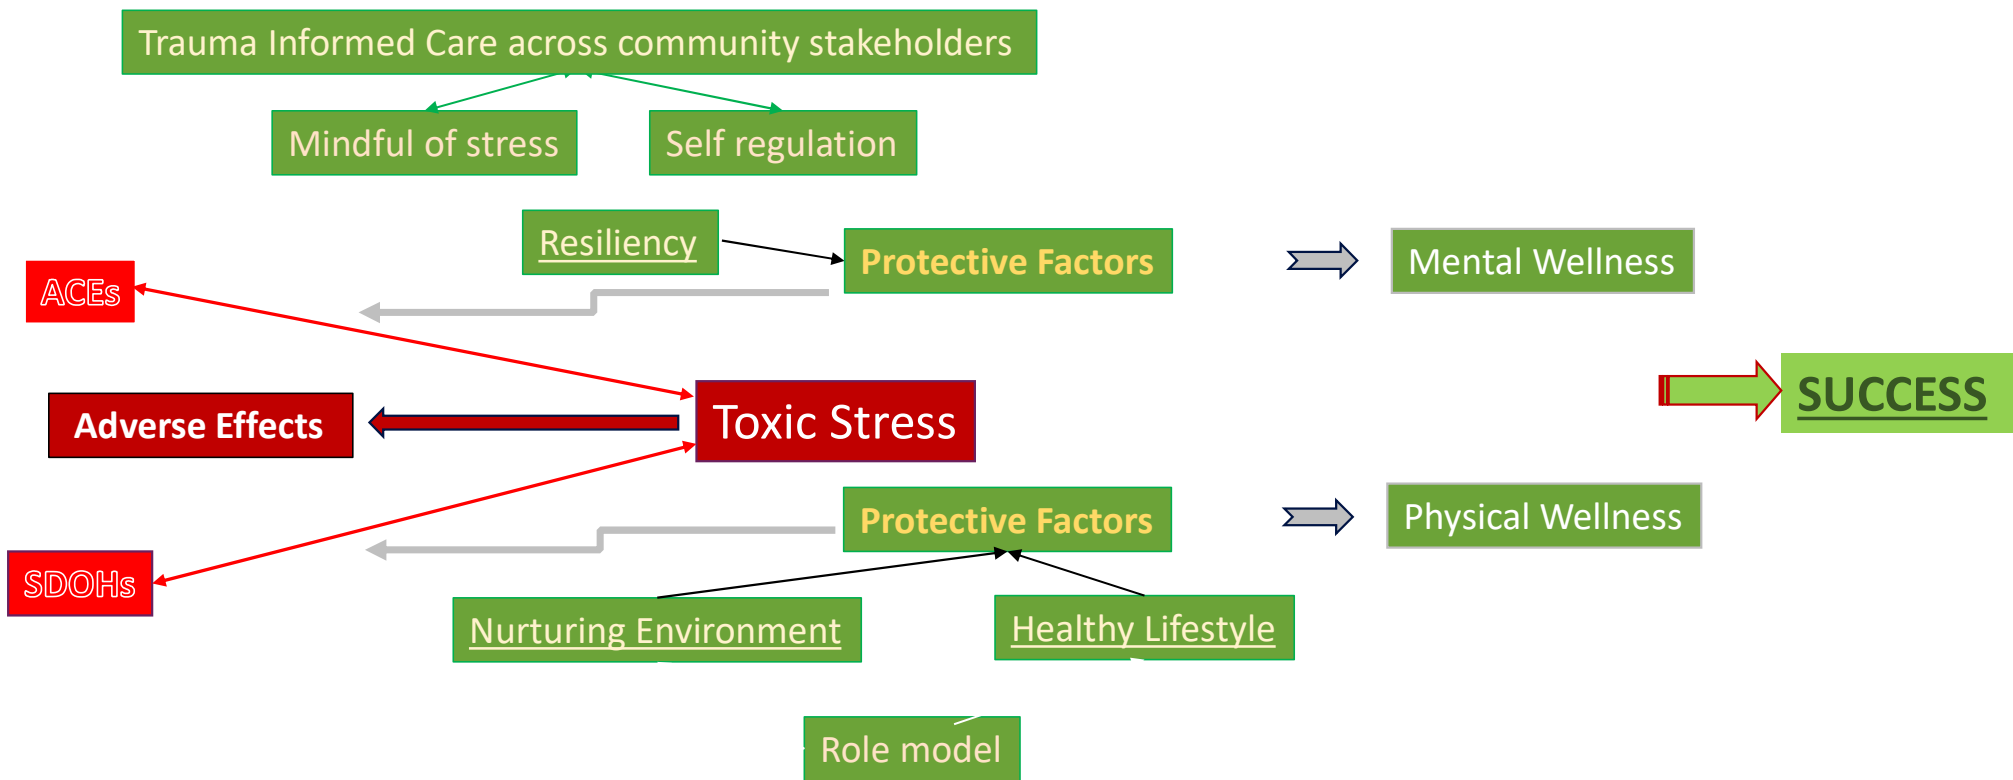 Trauma Informed Care across community stakeholders
Mindful of stress
Self regulation
Resiliency
Protective Factors
Mental Wellness
ACEs
Adverse Effects
Toxic Stress
SUCCESS
Protective Factors
Physical Wellness
SDOHs
Nurturing Environment
Healthy Lifestyle
Role model